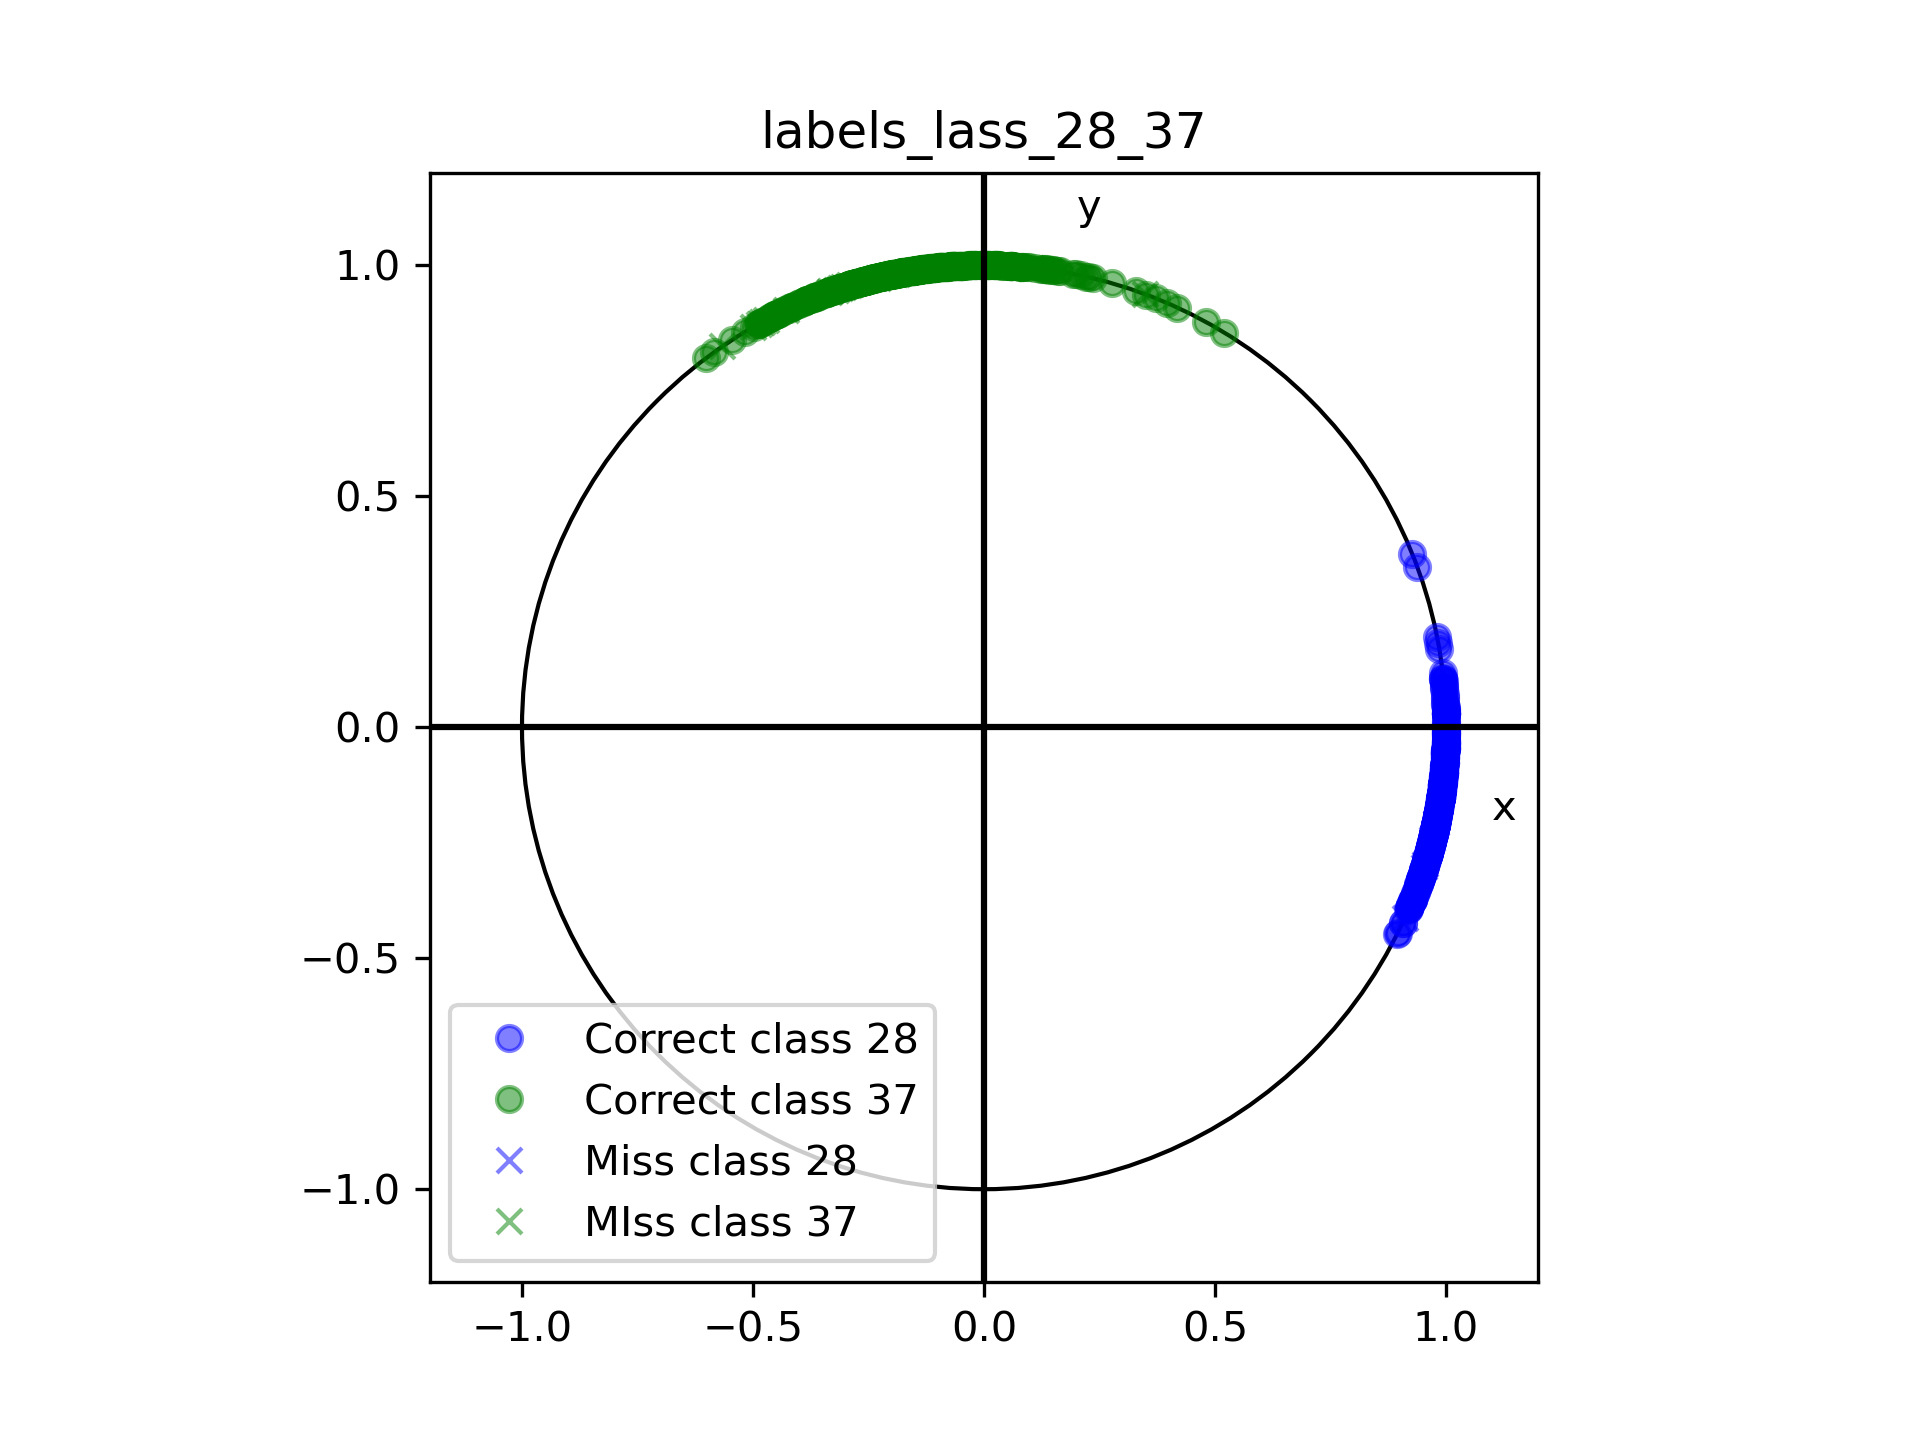 labels_lass_28_37
y
1.0
0.5
0.0
x
−0.5
−1.0
Correct class 28
Correct class 37
Miss class 28
MIss class 37
−1.0 −0.5 0.0 0.5 1.0